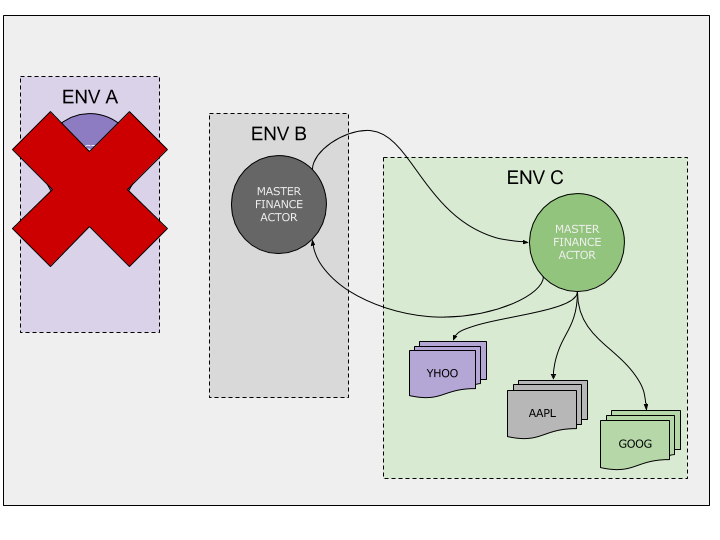 ENV A
ENV B
MASTER
FINANCE
ACTOR
ENV C
MASTER
FINANCE
ACTOR
YHOO
AAPL
GOOG